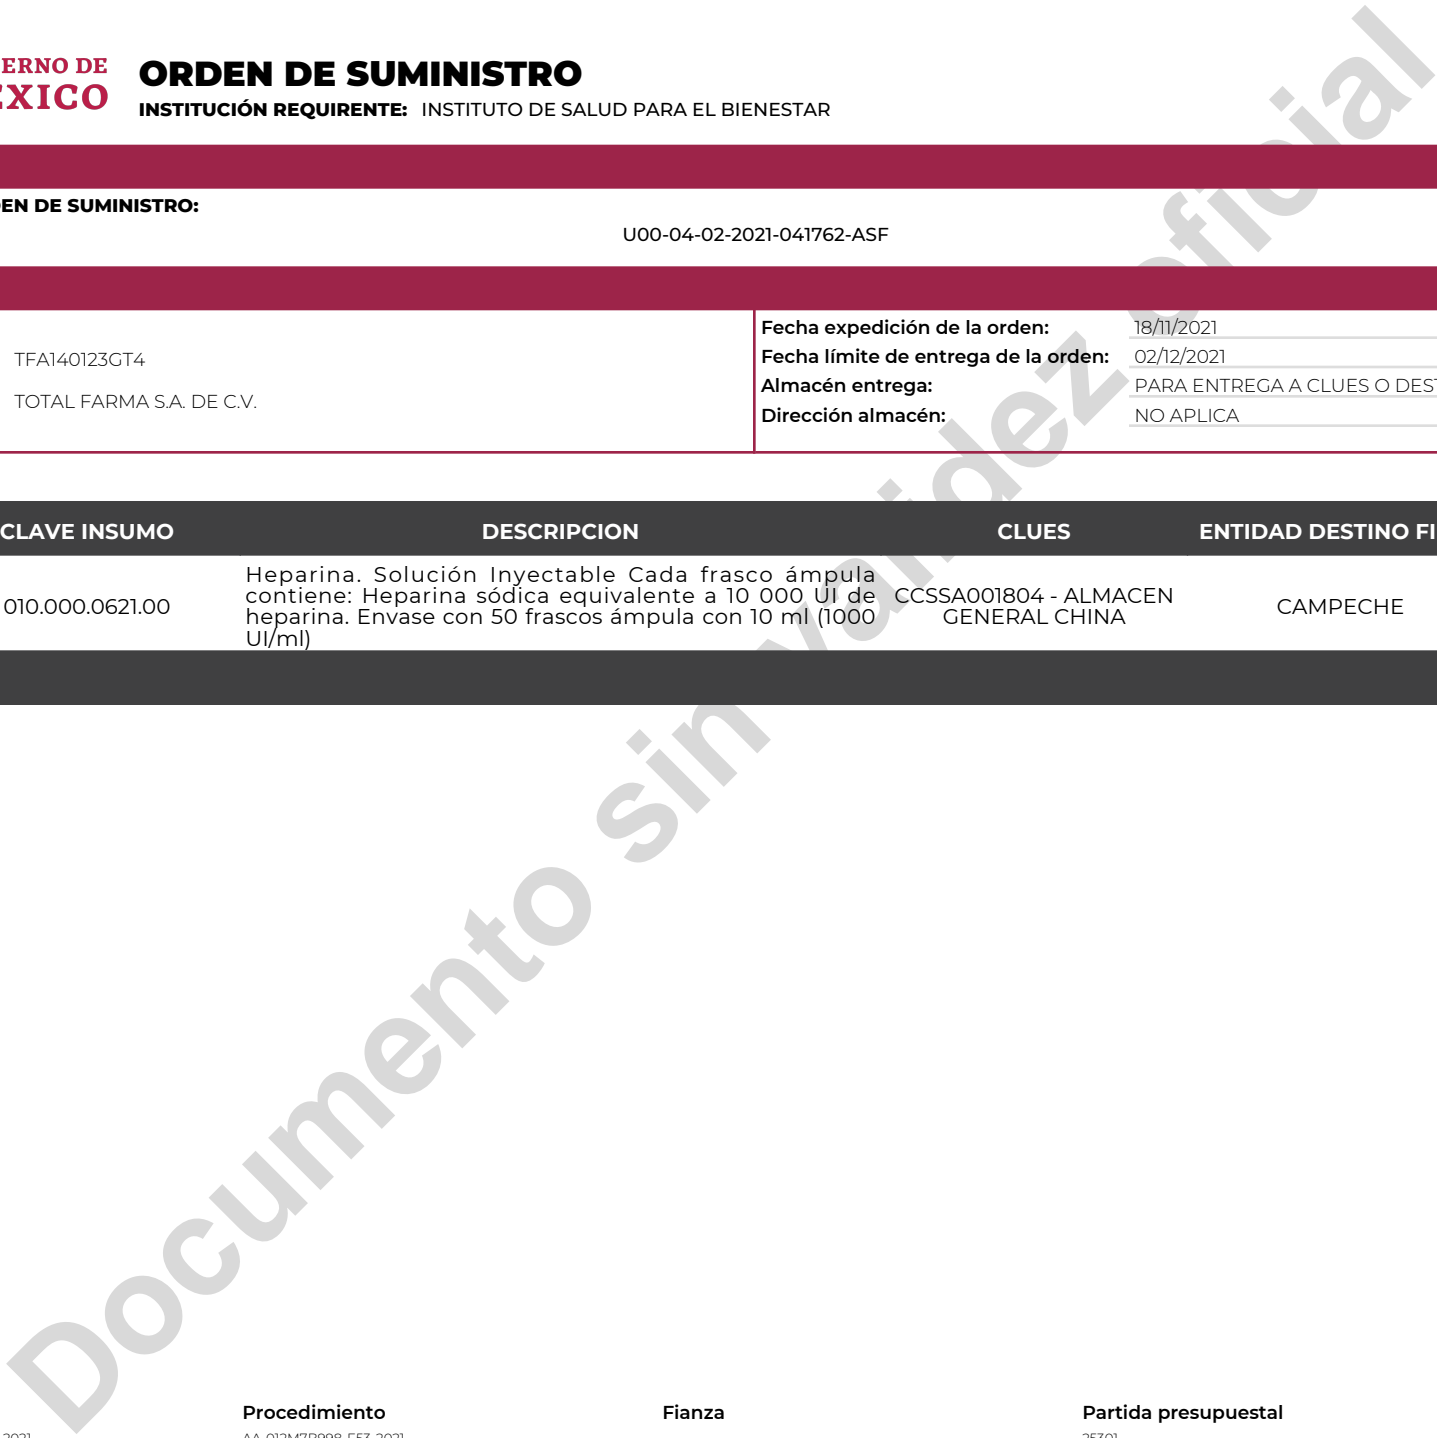 ERNO DE
ORDEN DE SUMINISTRO
INSTITUCIÓN REQUIRENTE: INSTITUTO DE SALUD PARA EL BIENESTAR
DE SUMINISTRO:
U00-04-02-2021-041762-ASF
TFA140123GT4
TOTAL FARMA S.A. DE C.V.
Fecha expedición de la orden: 18/11/2021
Fecha límite de entrega de la orden: 02/12/2021
Almacén entrega: PARA ENTREGA A CLUES O DEST
Dirección almacén: NO APLICA
CLAVE INSUMO DESCRIPCION CLUES ENTIDAD DESTINO FI
010.000.0621.00
Heparina. Solución Inyectable Cada frasco ámpula
contiene: Heparina sódica equivalente a 10 000 UI de
heparina. Envase con 50 frascos ámpula con 10 ml (1000
UI/ml)
CCSSA001804 - ALMACEN
GENERAL CHINA
CAMPECHE
Documento sin validez oficial
Procedimiento Fianza Partida presupuestal